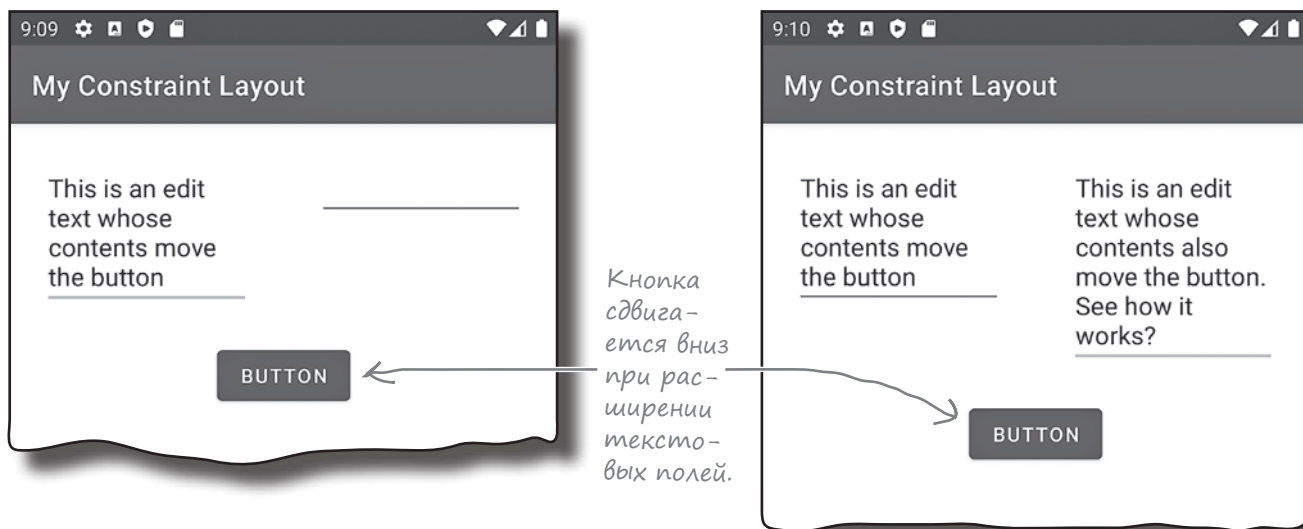 9:09
My Constraint Layout
This is an edit
text whose
contents move
the button
BUTTON
Кнопка
сдвига-
ется вниз
при рас-
ширении
тексто-
вых полей.
9:10
My Constraint Layout
This is an edit
text whose
contents move
the button
This is an edit
text whose
contents also
move the button.
See how it
works?
BUTTON